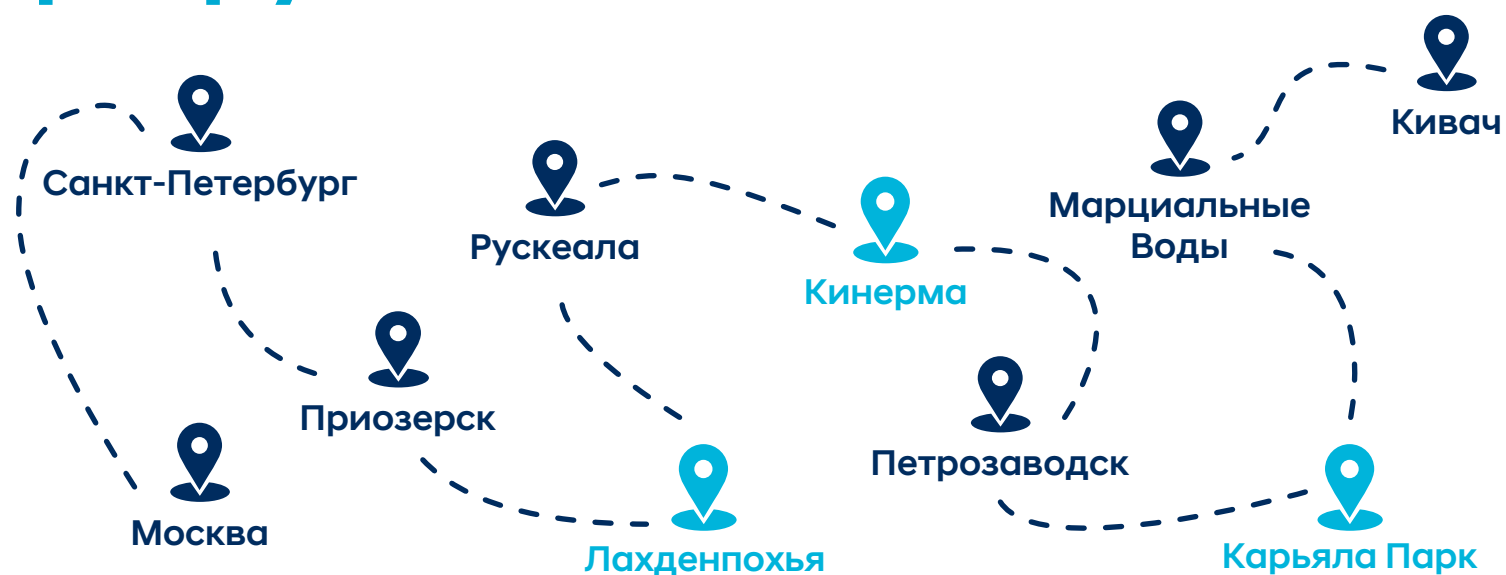 Кивач
Санкт-Петербург
Марциальные
Воды
Рускеала
Кинерма
Приозерск
Петрозаводск
Москва
Лахденпохья
Карьяла Парк